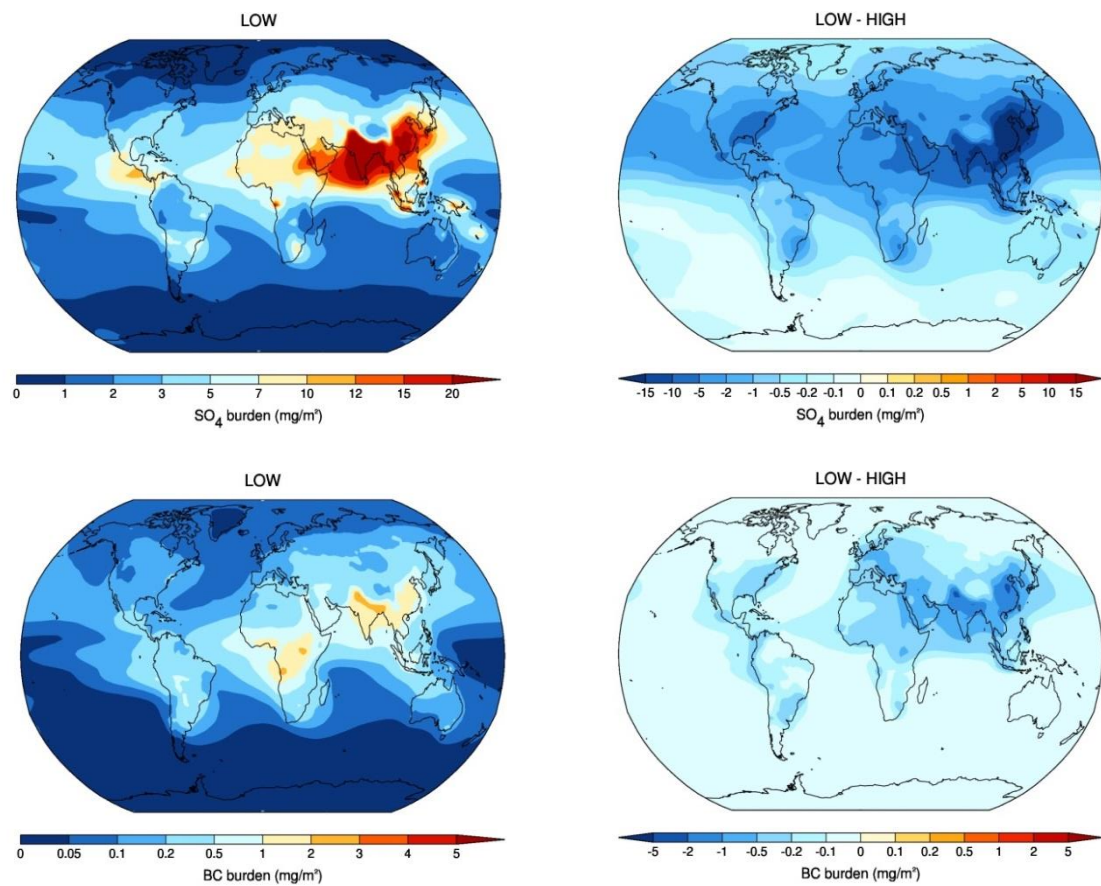 LOW
LOW - HIGH
0 1 2 3 5 7 10 12 15 20
SO4 burden (mg/m²)
-15 -10 -5 -2 -1 -0.5 -0.2 -0.1 0 0.1 0.2 0.5 1 2 5 10 15
SO4 burden (mg/m²)
LOW
LOW - HIGH
0 0.05 0.1 0.2 0.5 1 2 3 4 5
BC burden (mg/m²)
-5 -2 -1 -0.5 -0.2 -0.1 0 0.1 0.2 0.5 1 2 5
BC burden (mg/m²)